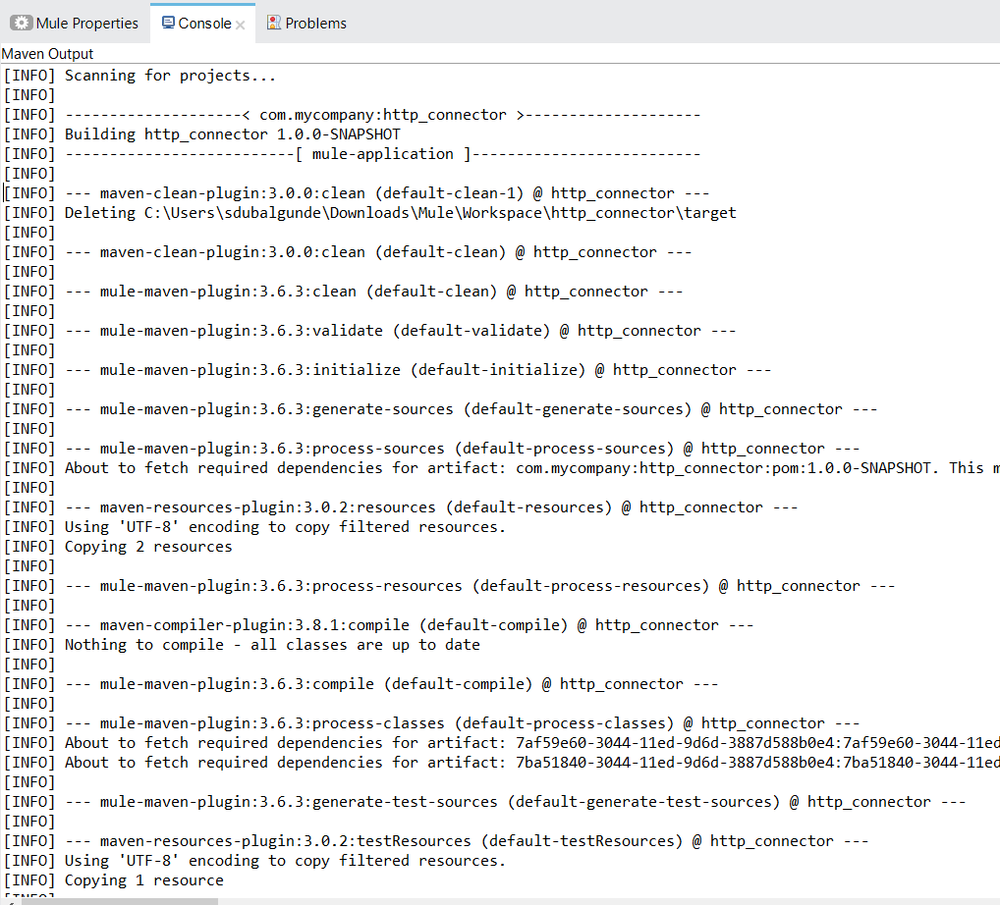 Mule Properties Console Problems
Maven Output
[INFO] Scanning for projects...
[INFO]
[INFO] --------------------< com.mycompany:http_connector >--------------------
[INFO] Building http_connector 1.0.0-SNAPSHOT
[INFO] --------------------------[ mule-application ]--------------------------
[INFO]
[INFO] --- maven-clean-plugin:3.0.0:clean (default-clean-1) @ http_connector ---
[INFO] Deleting C:\Users\sdubalgunde\Downloads\Mule\Workspace\http_connector\target
[INFO]
[INFO] --- maven-clean-plugin:3.0.0:clean (default-clean) @ http_connector ---
[INFO]
[INFO] --- mule-maven-plugin:3.6.3:clean (default-clean) @ http_connector ---
[INFO]
[INFO] --- mule-maven-plugin:3.6.3:validate (default-validate) @ http_connector ---
[INFO]
[INFO] --- mule-maven-plugin:3.6.3:initialize (default-initialize) @ http_connector ---
[INFO]
[INFO] --- mule-maven-plugin:3.6.3:generate-sources (default-generate-sources) @ http_connector ---
[INFO]
[INFO] --- mule-maven-plugin:3.6.3:process-sources (default-process-sources) @ http_connector ---
[INFO] About to fetch required dependencies for artifact: com.mycompany:http_connector:pom:1.0.0-SNAPSHOT. This m
[INFO]
[INFO] --- maven-resources-plugin:3.0.2:resources (default-resources) @ http_connector ---
[INFO] Using 'UTF-8' encoding to copy filtered resources.
[INFO] Copying 2 resources
[INFO]
[INFO] --- mule-maven-plugin:3.6.3:process-resources (default-process-resources) @ http_connector ---
[INFO]
[INFO] --- maven-compiler-plugin:3.8.1:compile (default-compile) @ http_connector ---
[INFO] Nothing to compile - all classes are up to date
[INFO]
[INFO] --- mule-maven-plugin:3.6.3:compile (default-compile) @ http_connector ---
[INFO]
[INFO] --- mule-maven-plugin:3.6.3:process-classes (default-process-classes) @ http_connector ---
[INFO] About to fetch required dependencies for artifact: 7af59e60-3044-11ed-9d6d-3887d588b0e4:7af59e60-3044-11ed
[INFO] About to fetch required dependencies for artifact: 7ba51840-3044-11ed-9d6d-3887d588b0e4:7ba51840-3044-11ed
[INFO]
[INFO] --- mule-maven-plugin:3.6.3:generate-test-sources (default-generate-test-sources) @ http_connector ---
[INFO]
[INFO] --- maven-resources-plugin:3.0.2:testResources (default-testResources) @ http_connector ---
[INFO] Using 'UTF-8' encoding to copy filtered resources.
[INFO] Copying 1 resource
[INFO]